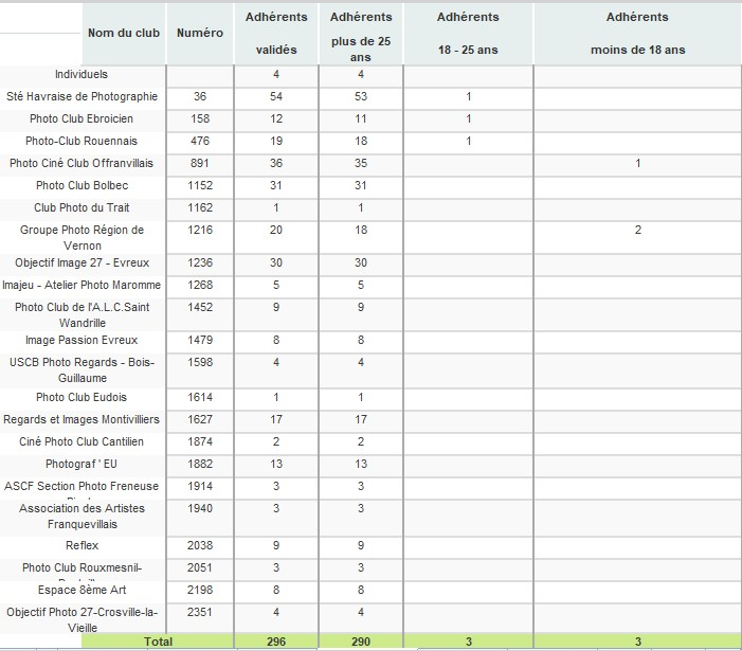 Nom du club Numéro Adhérents validés Adhérents plus de 25 ans Adhérents 18 - 25 ans Adhérents moins de 18 ans
Individuels 4 4
Sté Havraise de Photographie 36 54 53 1
Photo Club Ebroicien 158 12 11 1
Photo-Club Rouennais 476 19 18 1
Photo Ciné Club Offranvillais 891 36 35 1
Photo Club Bolbec 1152 31 31
Club Photo du Trait 1162 1 1
Groupe Photo Région de 1216 20 18 2
Vernon
Objectif Image 27 - Evreux 1236 30 30
Imajeu - Atelier Photo Maromme 1268 5 5
Photo Club de l'A.L.C.Saint 1452 9 9
Wandrille
Image Passion Evreux 1479 8 8
USCB Photo Regards - Bois- 1598 4 4
Guillaume
Photo Club Eudois 1614 1 1
Regards et Images Montivilliers 1627 17 17
Ciné Photo Club Cantilien 1874 2 2
Photograf ' EU 1882 13 13
ASCF Section Photo Freneuse 1914 3 3
Association des Artistes 1940 3 3
Franquevillais
Reflex 2038 9 9
Photo Club Rouxmesnil- 2051 3 3
Espace 8ème Art 2198 8 8
Objectif Photo 27-Crosville-la- 2351 4 4
Vieille
Total 296 290 3 3